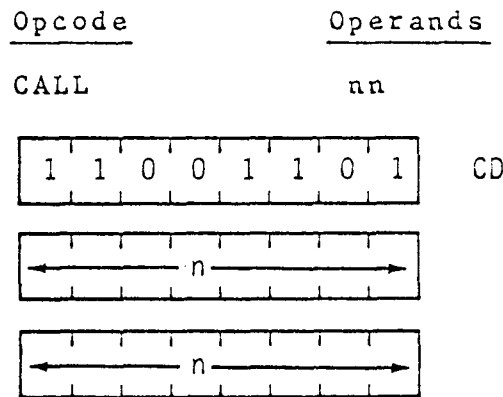 Opcode Operands
CALL nn
1 1 0 0 1 1 0 1 CD
n
n